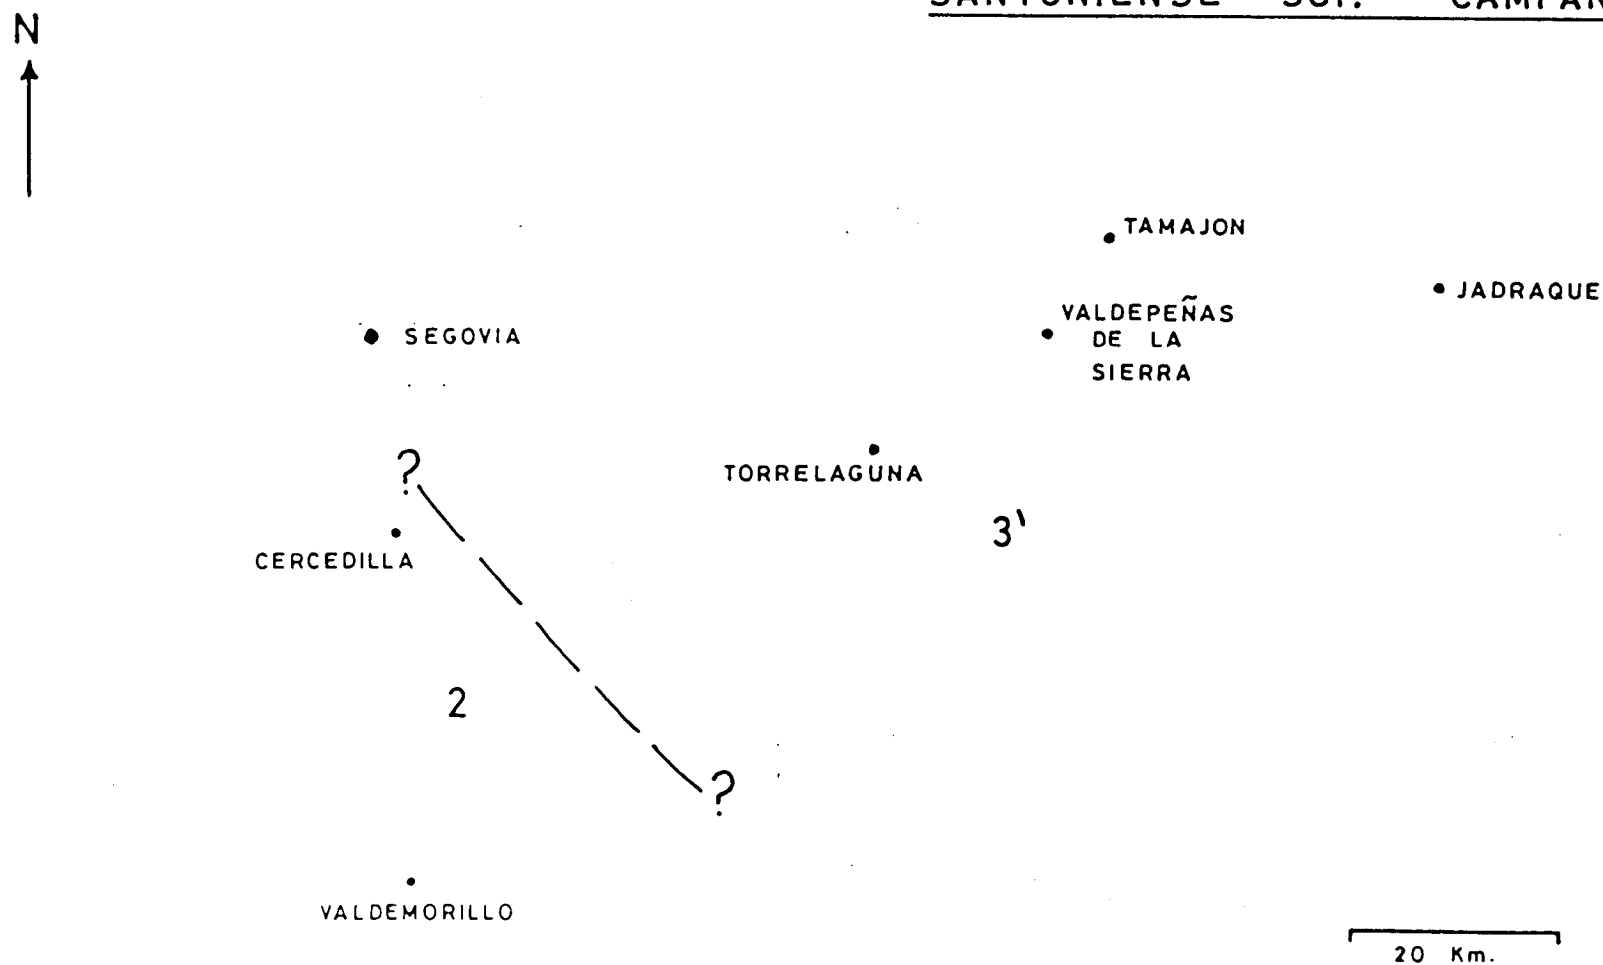 N
TAMAJON
JADRAQUE
VALDEPEÑAS
DE LA
SIERRA
SEGOVIA
?
TORRELAGUNA
3'
CERCEDILLA
2
?
VALDEMORILLO
20 Km.